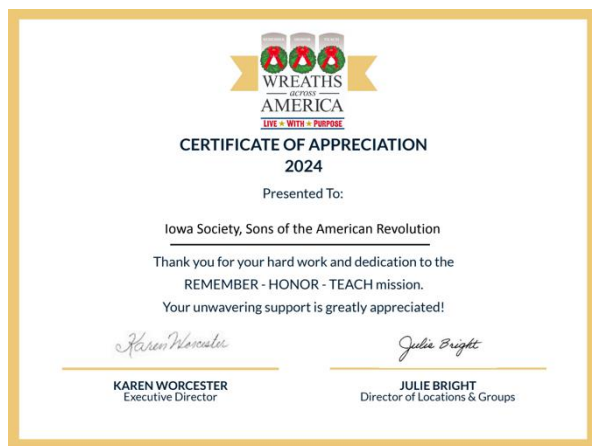 WREATHS
across
AMERICA
LIVE ★ WITH ★ PURPOSE
CERTIFICATE OF APPRECIATION
2024
Presented To:
Iowa Society, Sons of the American Revolution
Thank you for your hard work and dedication to the
REMEMBER - HONOR - TEACH mission.
Your unwavering support is greatly appreciated!
Karen Worcester
Julie Bright
KAREN WORCESTER
Executive Director
JULIE BRIGHT
Director of Locations & Groups